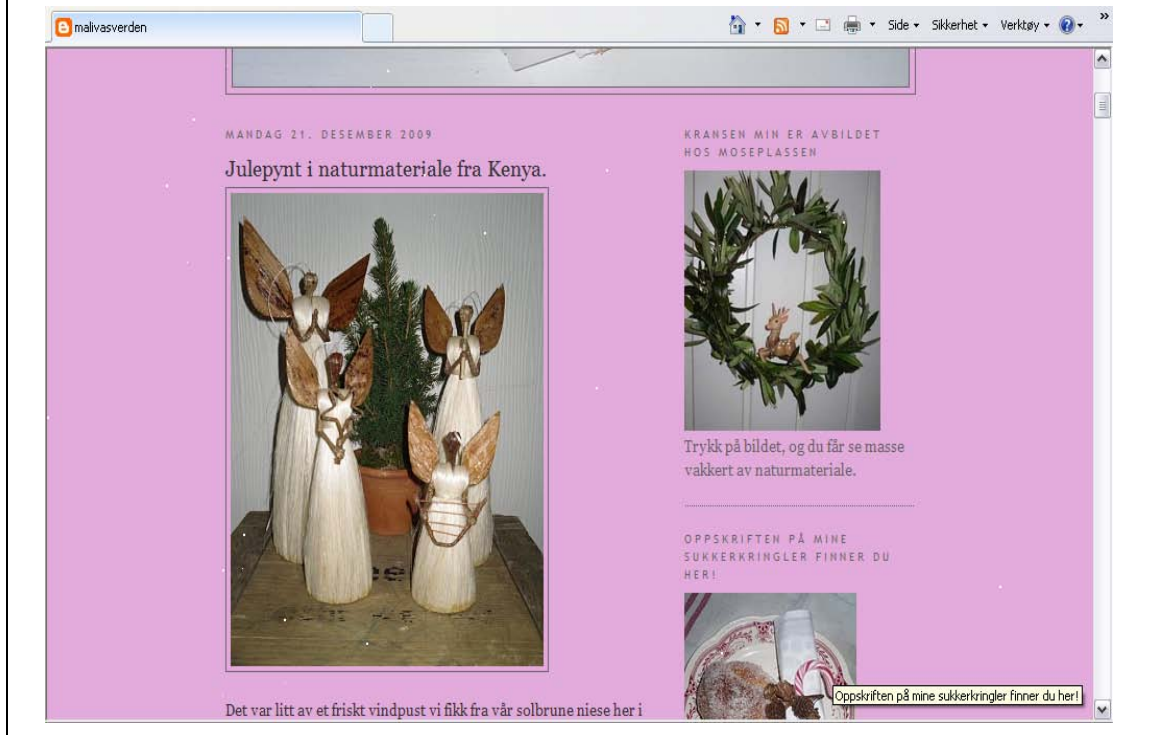 malivasverden
Side
Sikkerhet
Verktøy
MANDAG 21. DESEMBER 2009
Julepynt i naturmateriale fra Kenya.
Det var litt av et friskt vindpust vi fikk fra vår solbrune niese her i
KRANSEN MIN ER AVBILDET
HOS MOSEPLASSEN
Trykk på bildet, og du får se masse
vakkert av naturmateriale.
OPPSKRIFTEN PÅ MINE
SUKKERKRINGLER FINNER DU
HER!
Oppskriften på mine sukkerkringler finner du her!